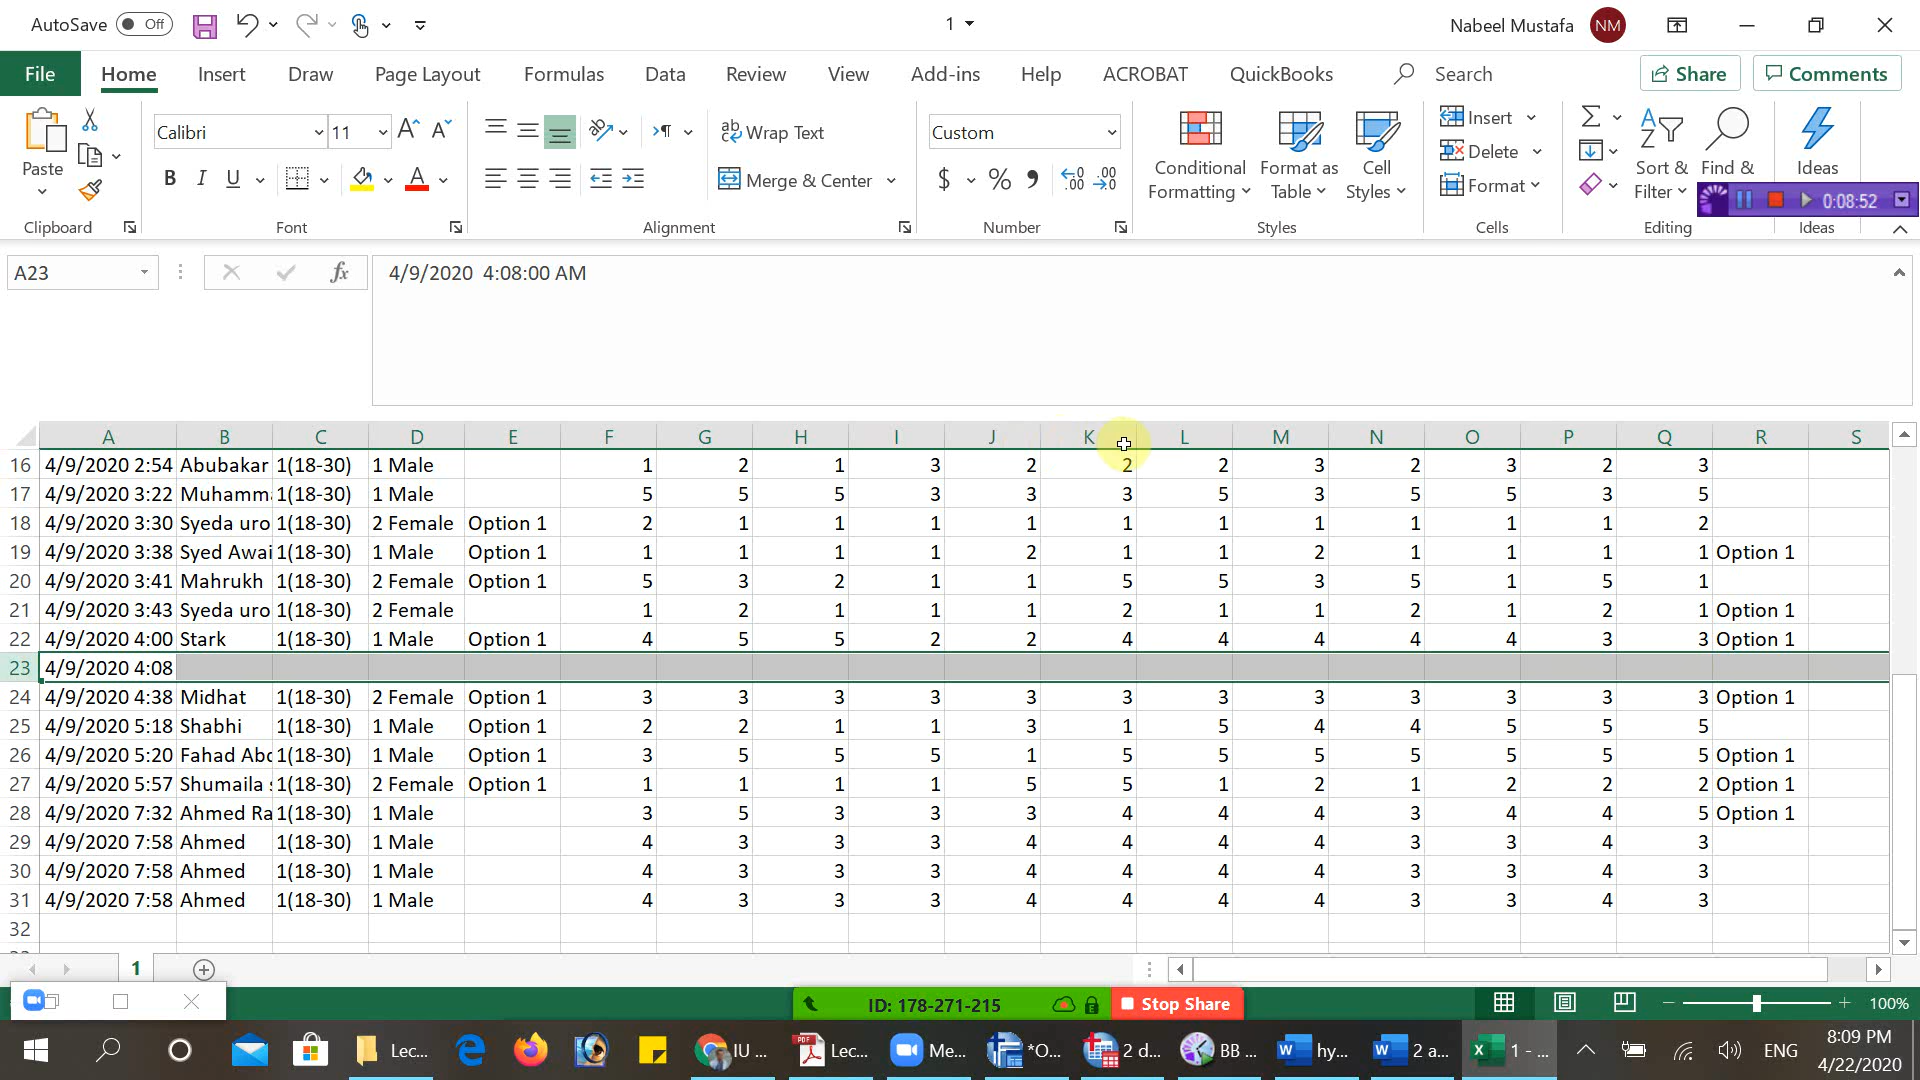 AutoSave Off 1 Nabeel Mustafa NM
File Home Insert Draw Page Layout Formulas Data Review View Add-ins Help ACROBAT QuickBooks Search Share Comments
Paste Calibri 11 Wrap Text Custom Insert
B I U Merge & Center $ % Conditional Formatting Format as Table Cell Styles Delete Format Sort & Filter Find & Ideas
0:08:52
Clipboard Font Alignment Number Styles Cells Editing Ideas
A23 fx 4/9/2020 4:08:00 AM
A B C D E F G H I J K L M N O P Q R S
16 4/9/2020 2:54 Abubakar 1(18-30) 1 Male 1 2 1 3 2 2 2 3 2 3 2 3
17 4/9/2020 3:22 Muhamma 1(18-30) 1 Male 5 5 5 3 3 3 5 3 5 5 3 5
18 4/9/2020 3:30 Syeda uro 1(18-30) 2 Female Option 1 2 1 1 1 1 1 1 1 1 1 1 2
19 4/9/2020 3:38 Syed Awai 1(18-30) 1 Male Option 1 1 1 1 1 2 1 1 2 1 1 1 1 Option 1
20 4/9/2020 3:41 Mahrukh 1(18-30) 2 Female Option 1 5 3 2 1 1 5 5 3 5 1 5 1
21 4/9/2020 3:43 Syeda uro 1(18-30) 2 Female 1 2 1 1 1 2 1 1 2 1 2 1 Option 1
22 4/9/2020 4:00 Stark 1(18-30) 1 Male Option 1 4 5 5 2 2 4 4 4 4 4 3 3 Option 1
23 4/9/2020 4:08
24 4/9/2020 4:38 Midhat 1(18-30) 2 Female Option 1 3 3 3 3 3 3 3 3 3 3 3 3 Option 1
25 4/9/2020 5:18 Shabhi 1(18-30) 1 Male Option 1 2 2 1 1 3 1 5 4 4 5 5 5
26 4/9/2020 5:20 Fahad Abd 1(18-30) 1 Male Option 1 3 5 5 5 1 5 5 5 5 5 5 5 Option 1
27 4/9/2020 5:57 Shumaila s 1(18-30) 2 Female Option 1 1 1 1 1 5 5 1 2 1 2 2 2 Option 1
28 4/9/2020 7:32 Ahmed Ra 1(18-30) 1 Male 3 5 3 3 3 4 4 4 3 4 4 5 Option 1
29 4/9/2020 7:58 Ahmed 1(18-30) 1 Male 4 3 3 3 4 4 4 4 3 3 4 3
30 4/9/2020 7:58 Ahmed 1(18-30) 1 Male 4 3 3 3 4 4 4 4 3 3 4 3
31 4/9/2020 7:58 Ahmed 1(18-30) 1 Male 4 3 3 3 4 4 4 4 3 3 4 3
32
1
ID: 178-271-215 Stop Share 100%
Lec... IU ... Lec... Me... *O... 2 d... BB ... hy... 2 a... 1 - ... ENG 8:09 PM
4/22/2020